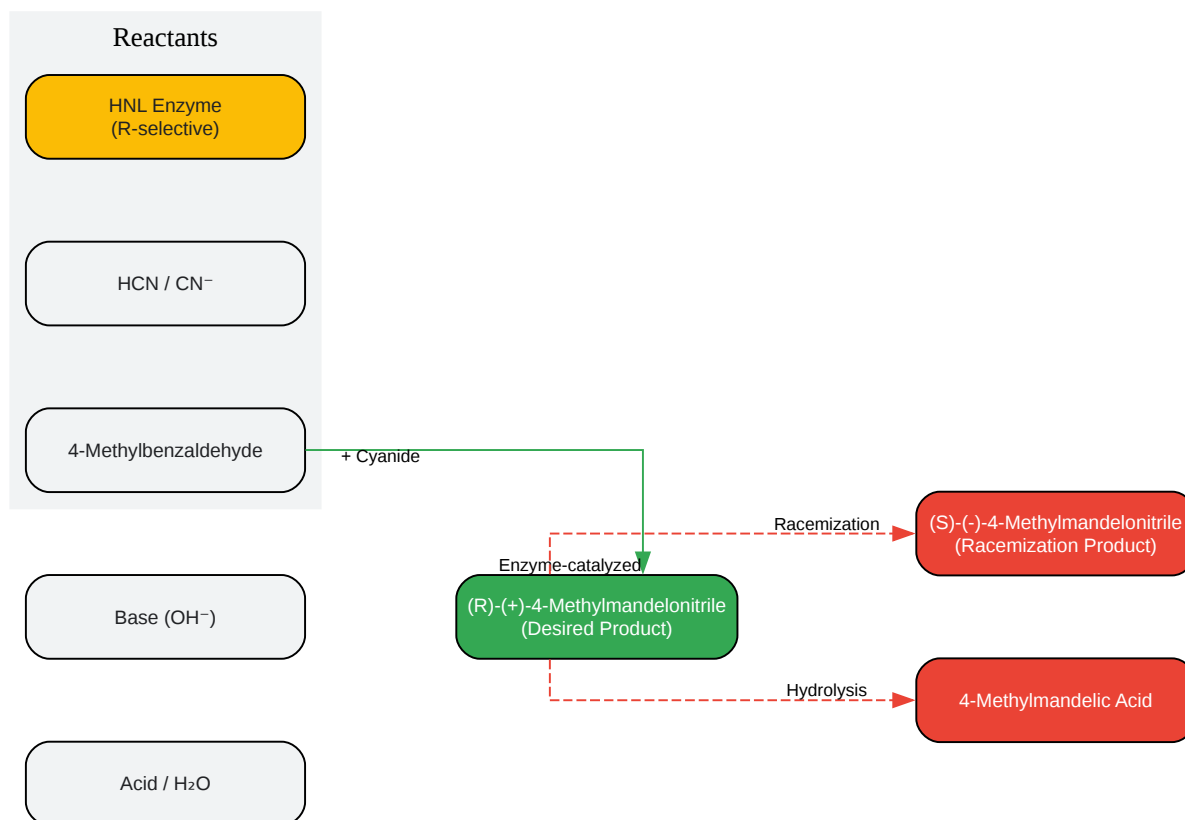 Reactants
HNL Enzyme
(R-selective)
HCN / CN⁻
4-Methylbenzaldehyde
+ Cyanide
Racemization
(S)-(-)-4-Methylmandelonitrile
(Racemization Product)
Enzyme-catalyzed
(R)-(+)-4-Methylmandelonitrile
(Desired Product)
Base (OH⁻)
Hydrolysis
4-Methylmandelic Acid
Acid / H₂O